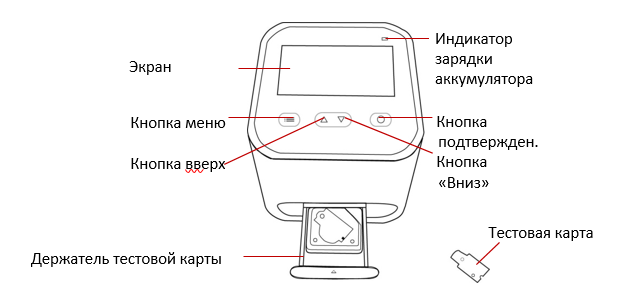 Индикатор
зарядки
аккумулятора
Экран
Кнопка меню
Кнопка
подтвержден.
Кнопка вверх
Кнопка
«Вниз»
Тестовая карта
Держатель тестовой карты